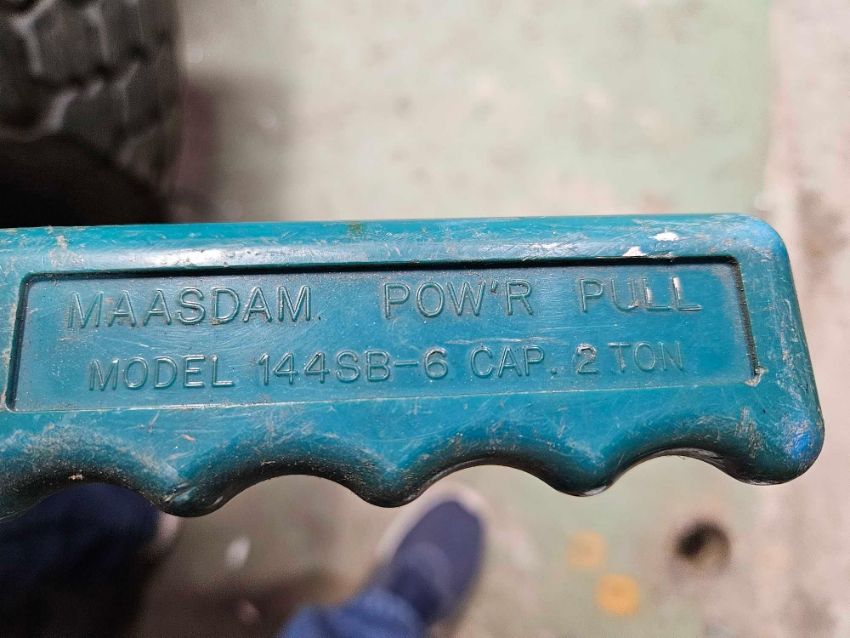 MAASDAM. POW'R PULL
MODEL 144SB-6 CAP. 2 TON